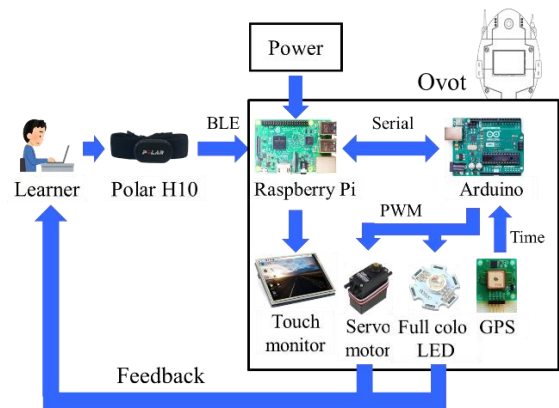 Power
Ovot
BLE
Serial
POLAR
Learner
Polar H10
Raspberry Pi
Arduino
PWM
Time
Touch
monitor
Servo
motor
Full colo
LED
GPS
Feedback